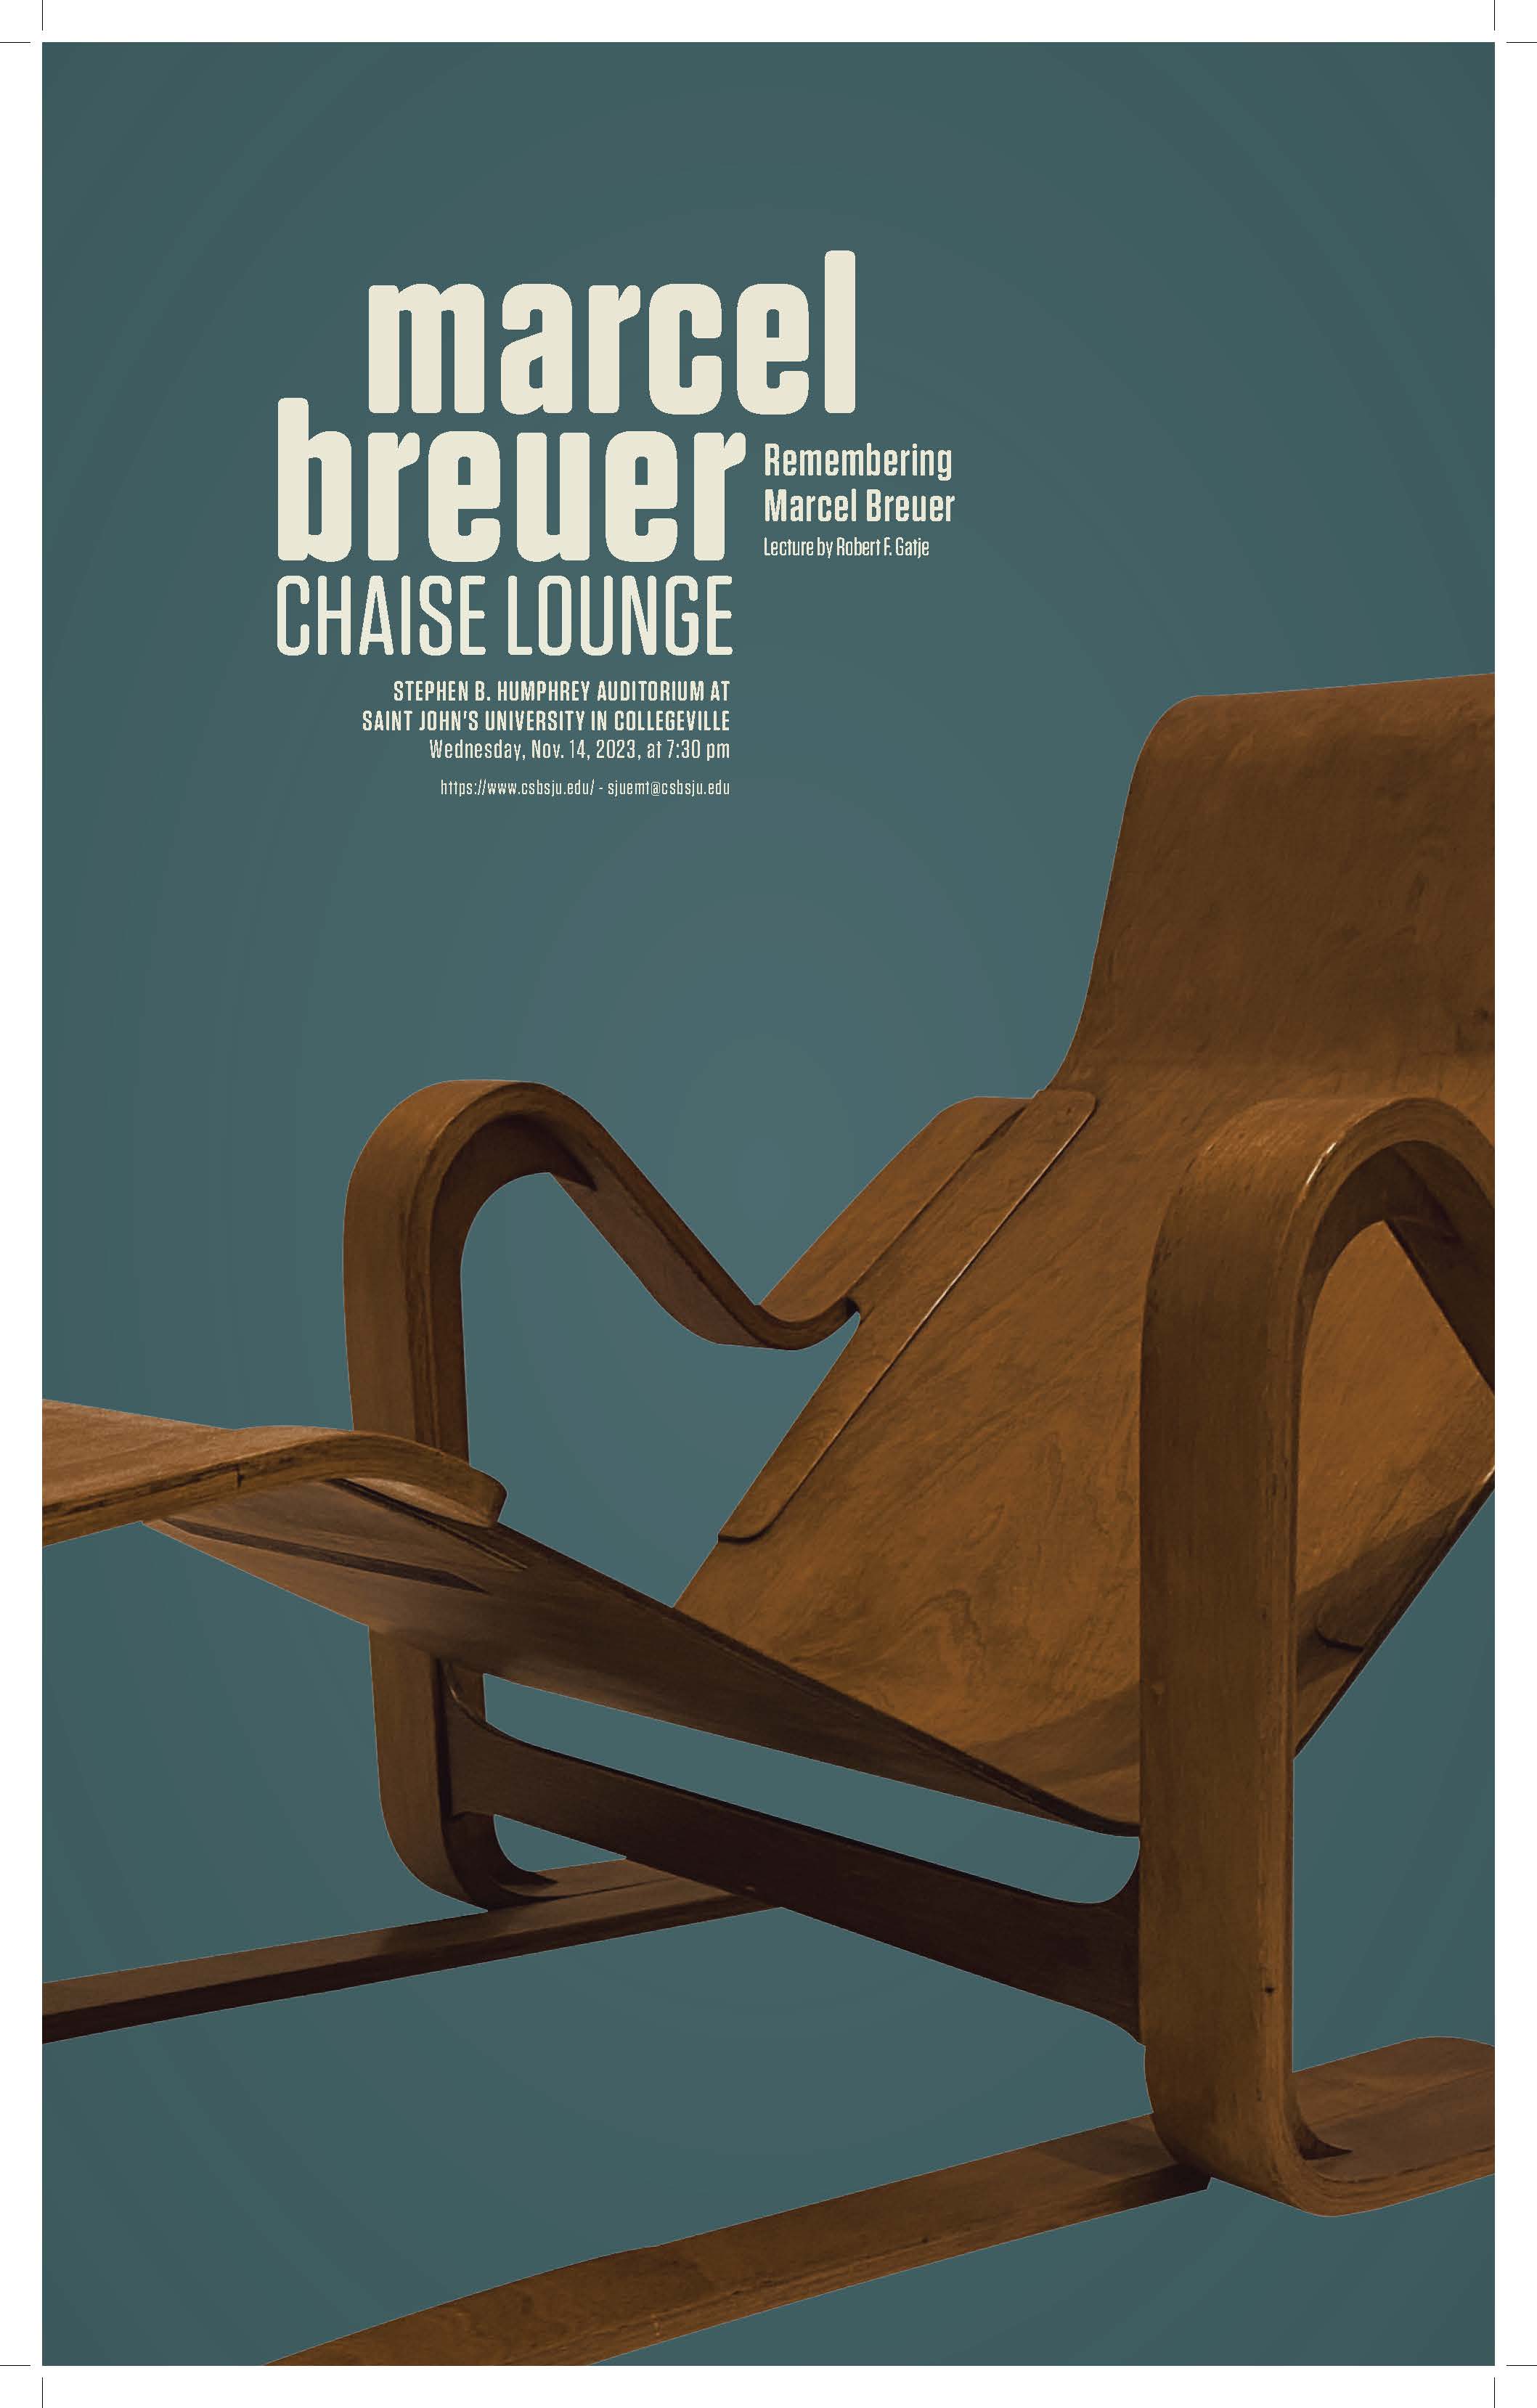 marcel
breuer
Remembering
Marcel Breuer
Lecture by Robert F. Gatje
CHAISE LOUNGE
STEPHEN B. HUMPHREY AUDITORIUM AT
SAINT JOHN'S UNIVERSITY IN COLLEGEVILLE
Wednesday, Nov. 14, 2023, at 7:30 pm
https://www.csbsju.edu/ - sjuemt@csbsju.edu